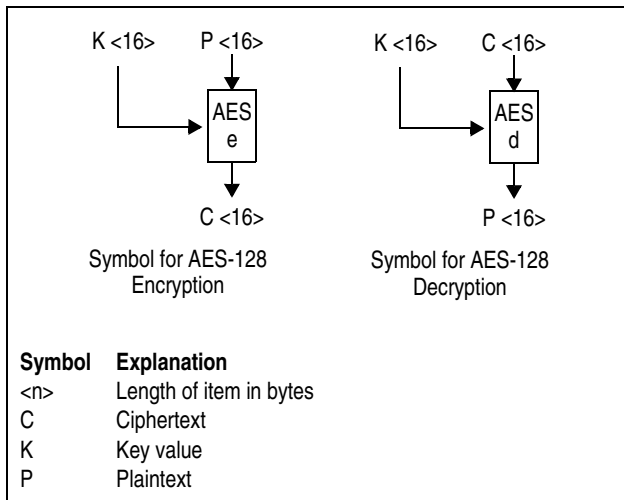 K <16> P <16>
AES
e
C <16>
Symbol for AES-128
Encryption
K <16> C <16>
AES
d
P <16>
Symbol for AES-128
Decryption
Symbol Explanation
<n> Length of item in bytes
C Ciphertext
K Key value
P Plaintext